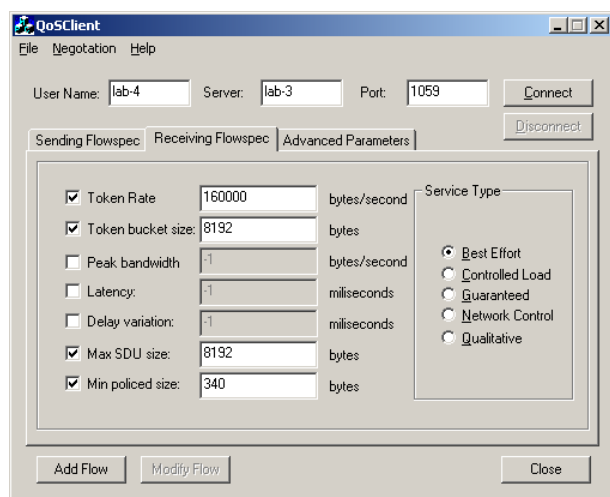 QoSClient
File Negotation Help
User Name: lab-4 Server: lab-3 Port: 1059 Connect
Disconnect
Sending Flowspec Receiving Flowspec Advanced Parameters
Service Type
Token Rate 160000 bytes/second
Token bucket size: 8192 bytes
Peak bandwidth -1 bytes/second
Latency: -1 miliseconds
Delay variation: -1 miliseconds
Max SDU size: 8192 bytes
Min policed size: 340 bytes
Best Effort
Controlled Load
Guaranteed
Network Control
Qualitative
Add Flow Modify Flow Close